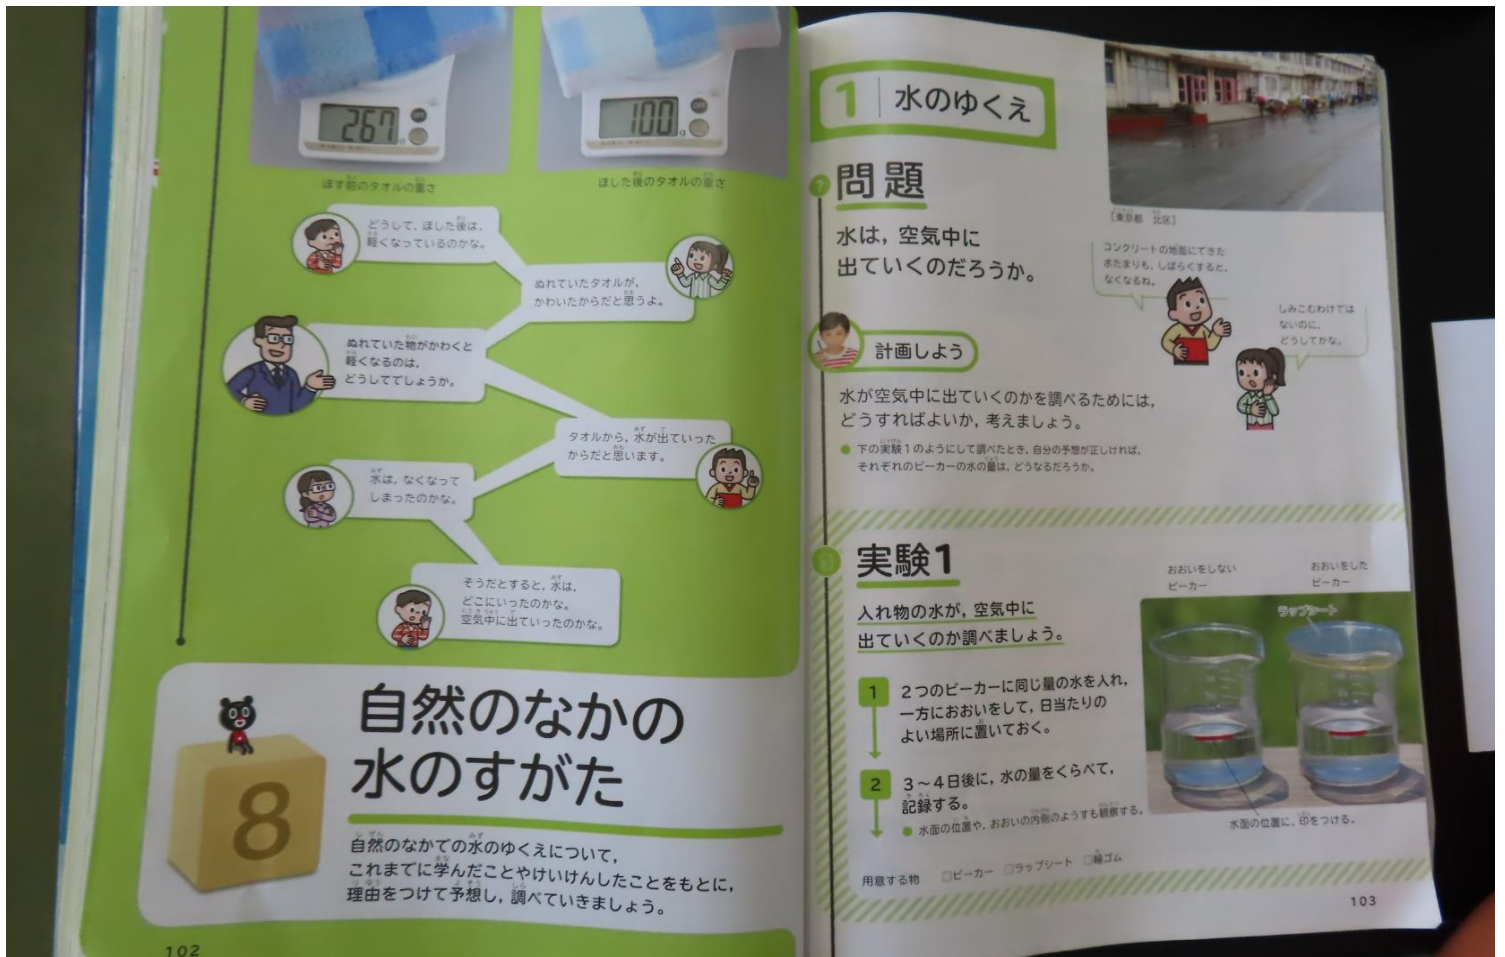 267
100 g
ほす前のタオルの重さ
ほした後のタオルの重さ
どうして，ほした後は，
軽くなっているのかな。
ぬれていたタオルが，
かわいたからだと思うよ。
ぬれていた物がかわくと
軽くなるのは，
どうしてでしょうか。
タオルから，水が出ていった
からだと思います。
水は，なくなって
しまったのかな。
そうだとすると，水は，
どこにいったのかな。
空気中に出ていったのかな。
8
自然のなかの
水のすがた
自然のなかでの水のゆくえについて，
これまでに学んだことやけいけんしたことをもとに，
理由をつけて予想し，調べていきましょう。
102
1 水のゆくえ
[東京都 北区]
? 問題
水は，空気中に
出ていくのだろうか。
コンクリートの地面にできた
水たまりも，しばらくすると，
なくなるね。
しみこむわけでは
ないのに，
どうしてかな。
計画しよう
水が空気中に出ていくのかを調べるためには，
どうすればよいか，考えましょう。
● 下の実験1のようにして調べたとき，自分の予想が正しければ，
それぞれのビーカーの水の量は，どうなるだろうか。
実験1
入れ物の水が，空気中に
出ていくのか調べましょう。
1 2つのビーカーに同じ量の水を入れ，
一方におおいをして，日当たりの
よい場所に置いておく。
2 3〜4日後に，水の量をくらべて，
記録する。
● 水面の位置や，おおいの内側のようすも観察する。
おおいをしない
ビーカー
おおいをした
ビーカー
ラップシート
水面の位置に，印をつける。
用意する物 □ビーカー □ラップシート □輪ゴム
103